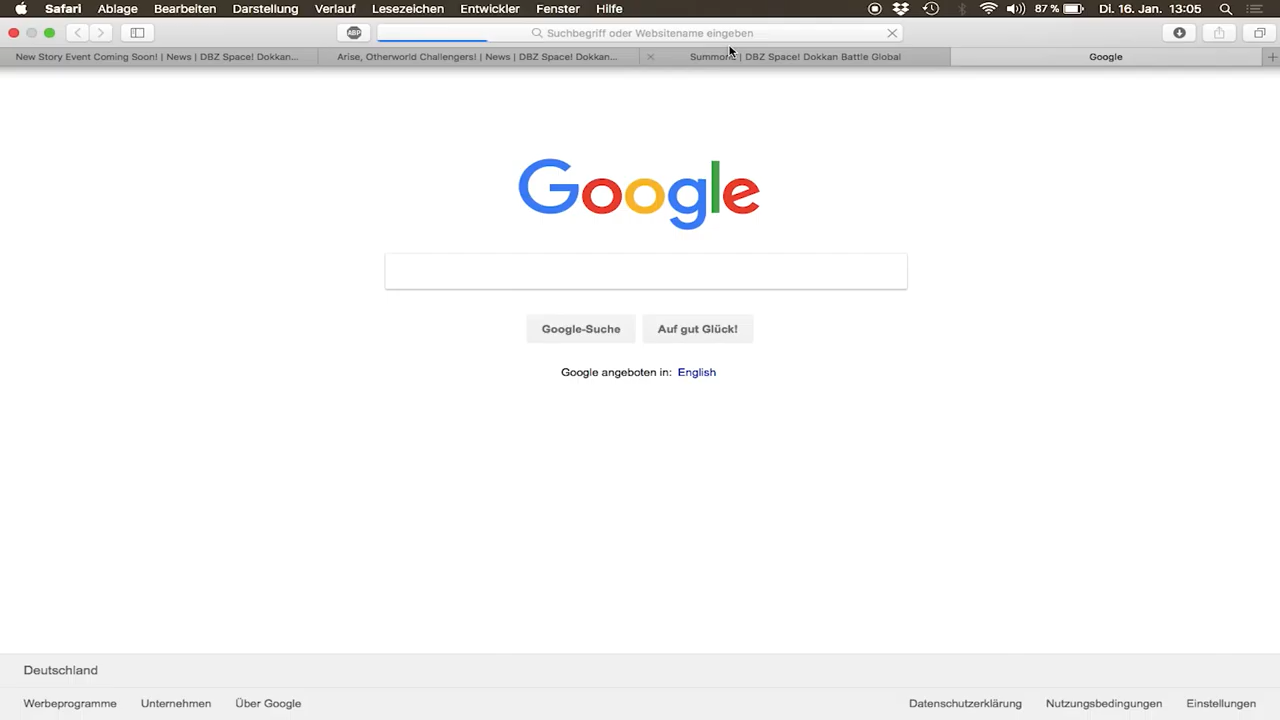 Safari Ablage Bearbeiten Darstellung Verlauf Lesezeichen Entwickler Fenster Hilfe 87 % Di. 16. Jan. 13:05
ABP Suchbegriff oder Websitename eingeben
New Story Event Coming Soon! | News | DBZ Space! Dokkan... Arise, Otherworld Challengers! | News | DBZ Space! Dokkan... | DBZ Space! Dokkan Battle Global Google
Google
Google-Suche Auf gut Glück!
Google angeboten in: English
Deutschland
Werbeprogramme Unternehmen Über Google Datenschutzerklärung Nutzungsbedingungen Einstellungen